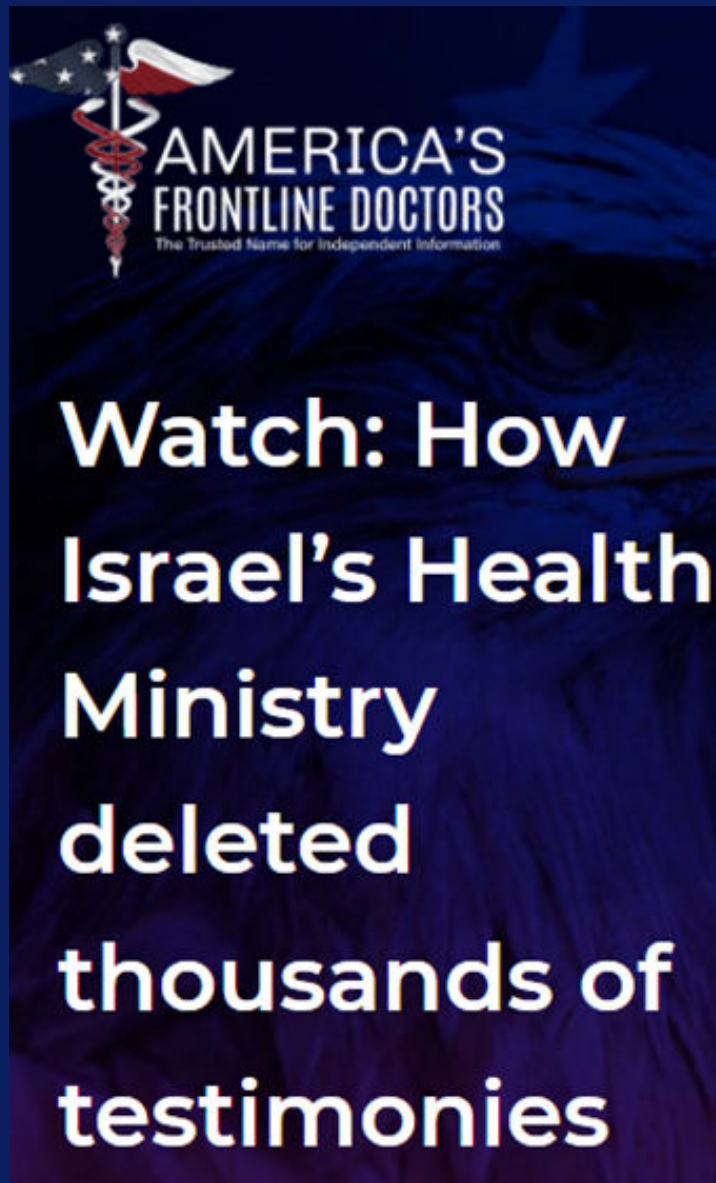 AMERICA'S
FRONTLINE DOCTORS
The Trusted Name for Independent Information
Watch: How
Israel’s Health
Ministry
deleted
thousands of
testimonies